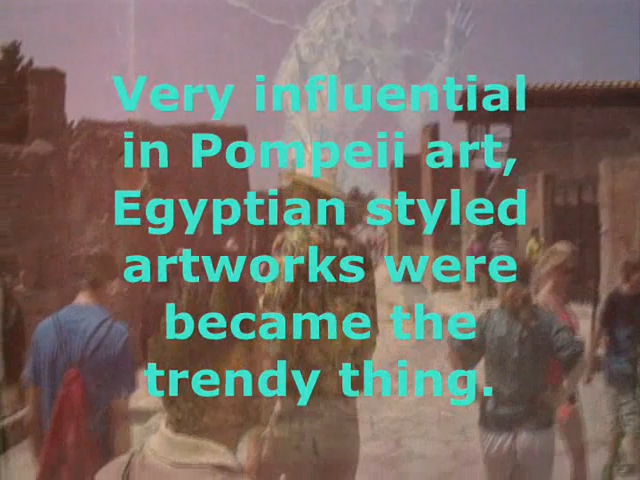 Very influential
in Pompeii art,
Egyptian styled
artworks were
became the
trendy thing.